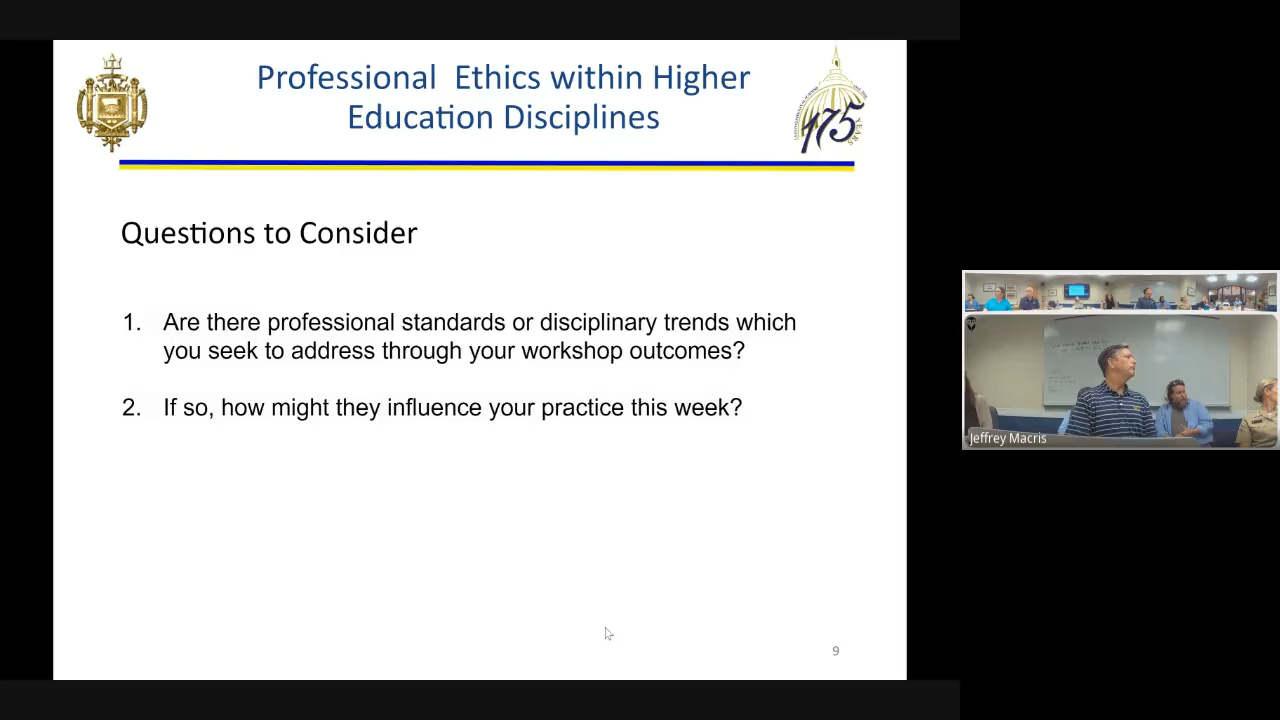 Professional Ethics within Higher
Education Disciplines
175
YEARS
Questions to Consider
1. Are there professional standards or disciplinary trends which
you seek to address through your workshop outcomes?
2. If so, how might they influence your practice this week?
9
Jeffrey Macris